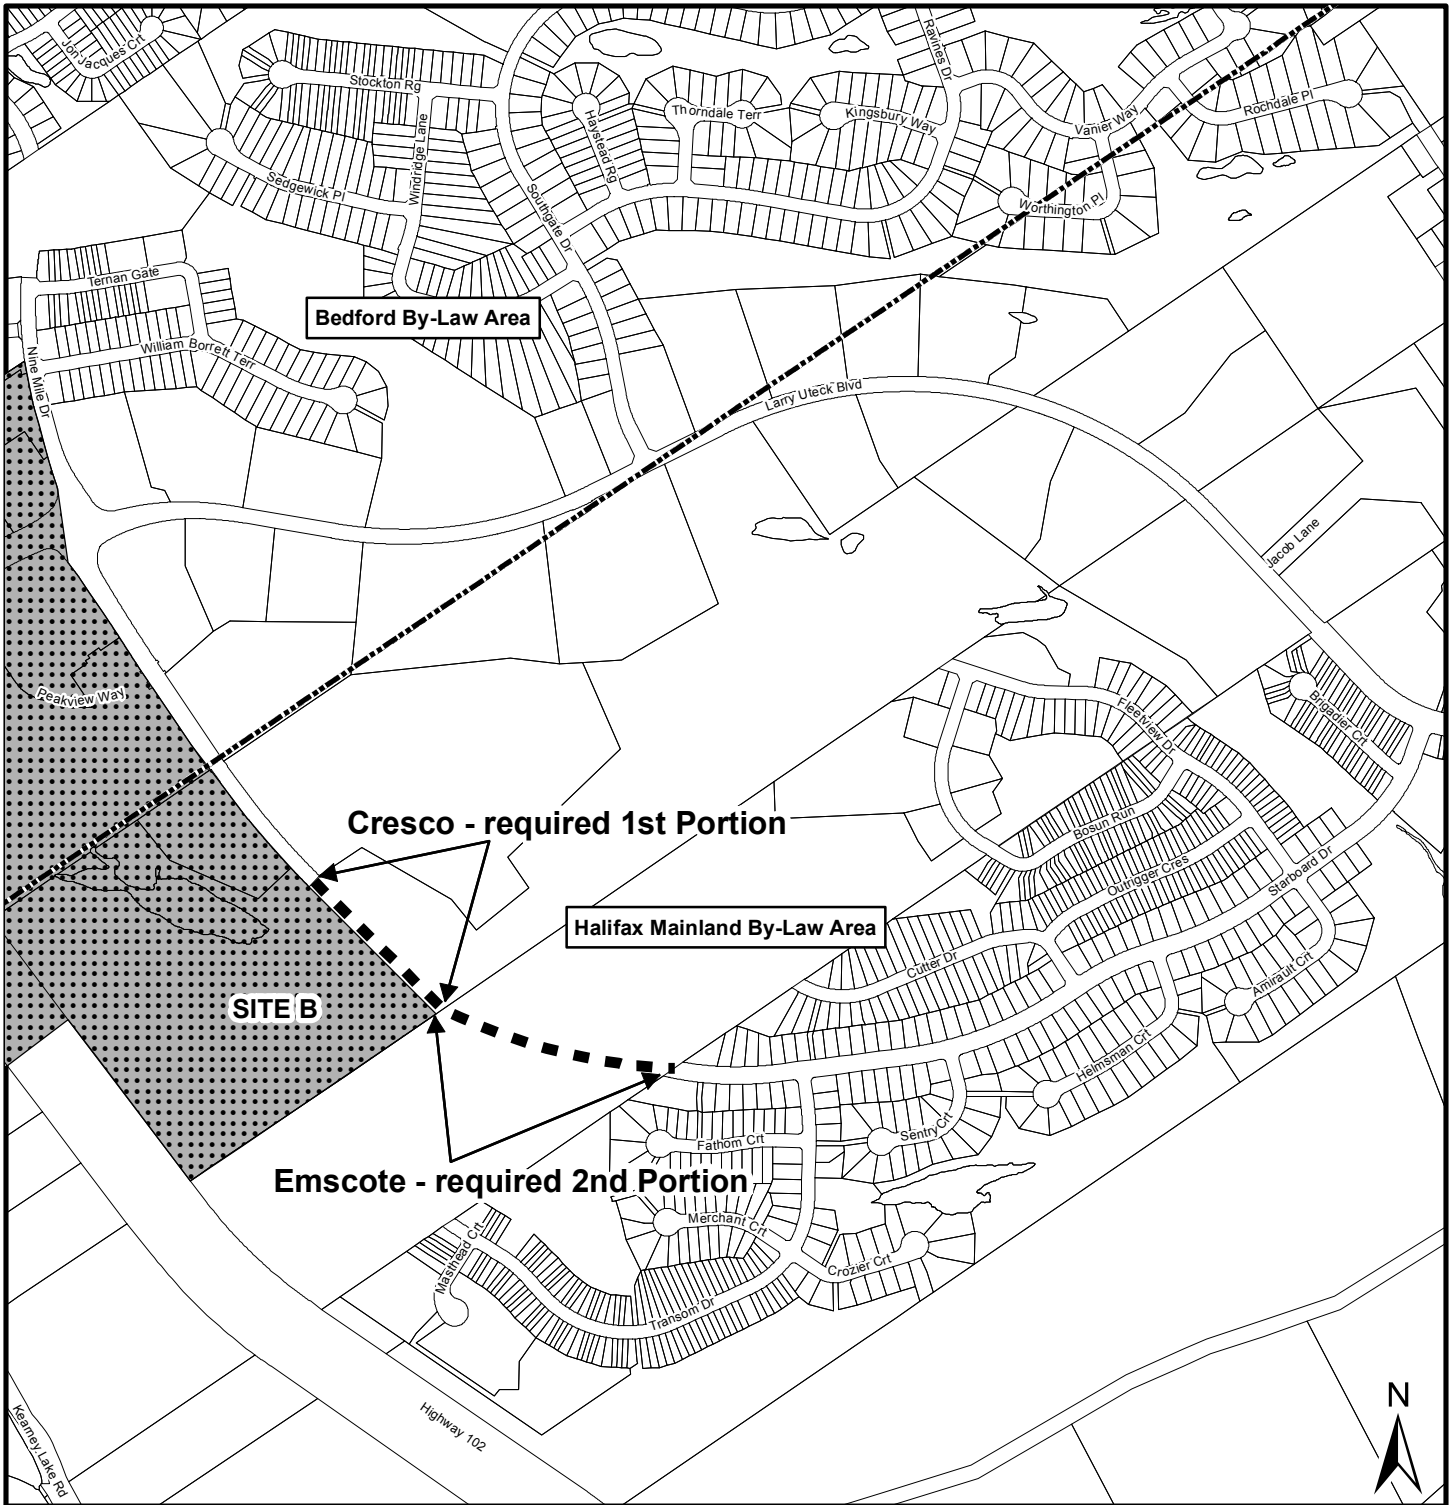 Jon Jacques Crt
Stockton Rg
Ravines Dr
Haystead Rg
Thorndale Terr
Kingsbury Way
Vanier Way
Rochdale Pl
Windridge Lane
Sedgewick Pl
Southgate Dr
Worthington Pl
Ternan Gate
Bedford By-Law Area
William Borrett Terr
Nine Mile Dr
Larry Uteck Blvd
Jacob Lane
Peakview Way
Fleetview Dr
Brigadier Crt
Cresco - required 1st Portion
Bosun Run
Outrigger Cres
Starboard Dr
Halifax Mainland By-Law Area
Cutter Dr
Amirault Crt
SITE B
Helmsman Crt
Sentry Crt
Fathom Crt
Emscote - required 2nd Portion
Merchant Crt
Masthead Crt
Crozier Crt
Transom Dr
Highway 102
Kearney Lake Rd
N